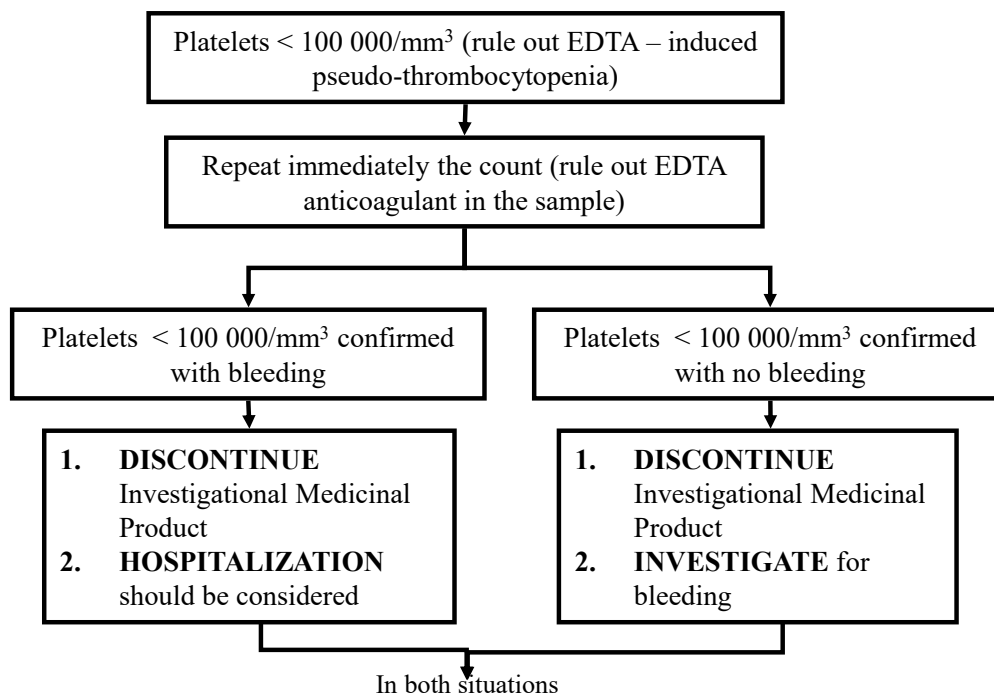 Platelets < 100 000/mm³ (rule out EDTA – induced
pseudo-thrombocytopenia)
Repeat immediately the count (rule out EDTA
anticoagulant in the sample)
Platelets < 100 000/mm³ confirmed
with bleeding
Platelets < 100 000/mm³ confirmed
with no bleeding
1. DISCONTINUE
Investigational Medicinal
Product
2. HOSPITALIZATION
should be considered
1. DISCONTINUE
Investigational Medicinal
Product
2. INVESTIGATE for
bleeding
In both situations